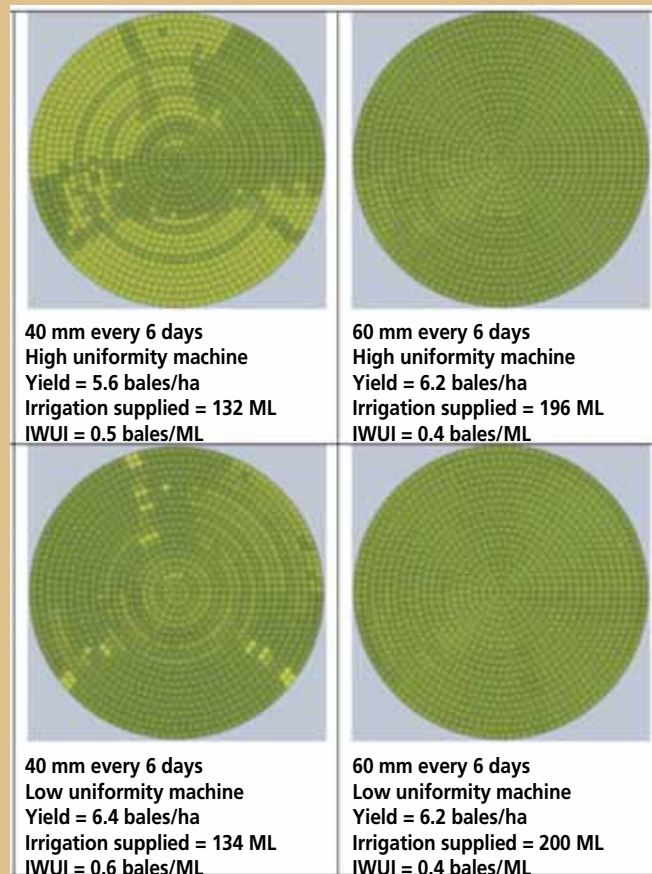 40 mm every 6 days
High uniformity machine
Yield = 5.6 bales/ha
Irrigation supplied = 132 ML
IWUI = 0.5 bales/ML
60 mm every 6 days
High uniformity machine
Yield = 6.2 bales/ha
Irrigation supplied = 196 ML
IWUI = 0.4 bales/ML
40 mm every 6 days
Low uniformity machine
Yield = 6.4 bales/ha
Irrigation supplied = 134 ML
IWUI = 0.6 bales/ML
60 mm every 6 days
Low uniformity machine
Yield = 6.2 bales/ha
Irrigation supplied = 200 ML
IWUI = 0.4 bales/ML